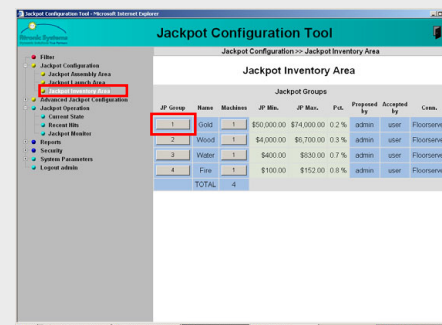 Jackpot Configuration Tool - Microsoft Internet Explorer
Atronic Systems
Jackpot Configuration Tool
Jackpot Configuration >> Jackpot Inventory Area
Filter
Jackpot Configuration
Jackpot Assembly Area
Jackpot Launch Area
Jackpot Inventory Area
Advanced Jackpot Configuration
Jackpot Operation
Current State
Recent Hits
Jackpot Monitor
Reports
Security
System Parameters
Logout admin
Jackpot Inventory Area
Jackpot Groups
JP Group Name Machines JP Min. JP Max. Pct. Proposed by Accepted by Conn.
1 Gold 1 $50,000.00 $74,000.00 0.2 % admin user Floorserve
2 Wood 1 $4,000.00 $6,700.00 0.3 % admin user Floorserve
3 Water 1 $400.00 $830.00 0.7 % admin user Floorserve
4 Fire 1 $100.00 $152.00 0.8 % admin user Floorserve
TOTAL 4